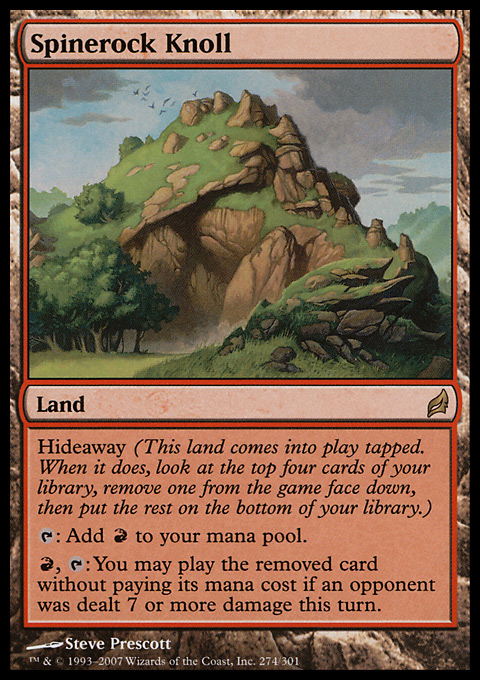 Spinerock Knoll
Land
Hideaway (This land comes into play tapped.
When it does, look at the top four cards of your
library, remove one from the game face down,
then put the rest on the bottom of your library.)
: Add to your mana pool.
, :You may play the removed card
without paying its mana cost if an opponent
was dealt 7 or more damage this turn.
Steve Prescott
™ & © 1993–2007 Wizards of the Coast, Inc. 274/301